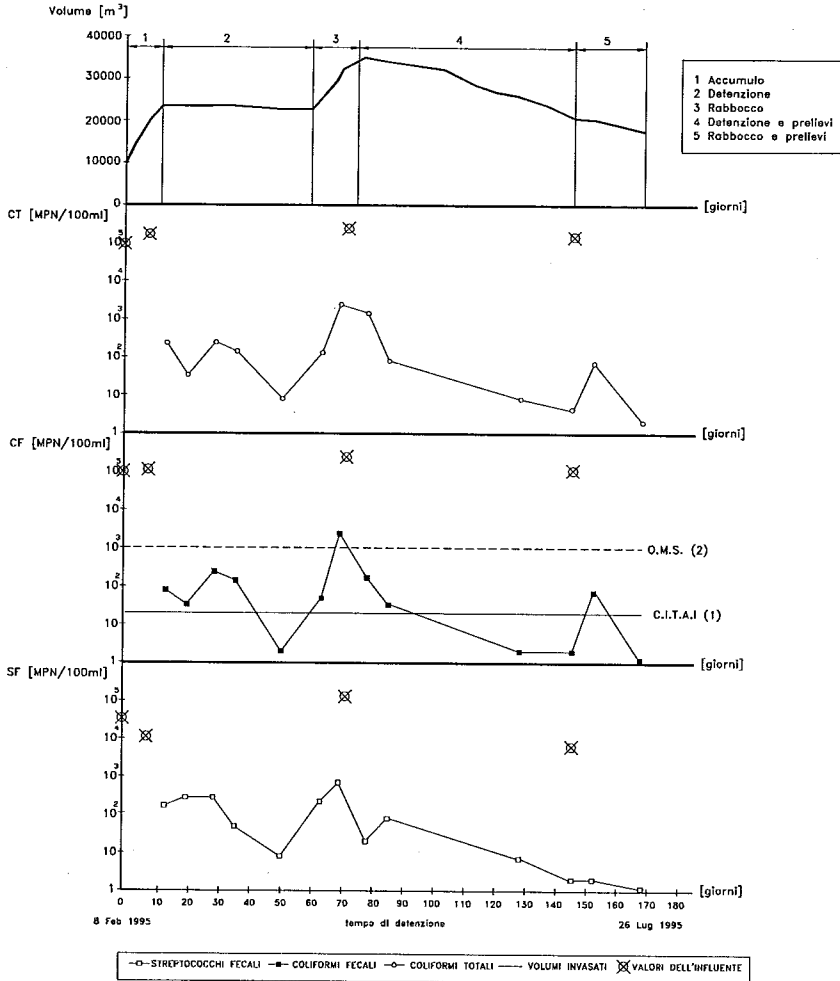 Volume [m³]
40000
30000
20000
10000
0
1
2
3
4
5
[giorni]
1 Accumulo
2 Detenzione
3 Rabbocco
4 Detenzione e prelievi
5 Rabbocco e prelievi
CT [MPN/100ml]
10⁵
10⁴
10³
10²
10
1
[giorni]
CF [MPN/100ml]
10⁵
10⁴
10³
10²
10
1
O.M.S. (2)
C.I.T.A.I (1)
[giorni]
SF [MPN/100ml]
10⁵
10⁴
10³
10²
10
1
[giorni]
0 10 20 30 40 50 60 70 80 90 100 110 120 130 140 150 160 170 180
8 Feb 1995 tempo di detenzione 26 Lug 1995
STREPTOCOCCHI FECALI COLIFORMI FECALI COLIFORMI TOTALI VOLUMI INVASATI VALORI DELL'INFLUENTE